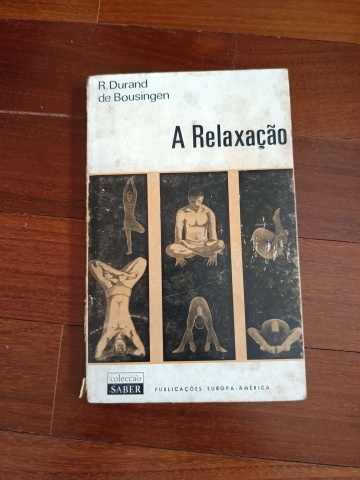 R. Durand
de Bousingen
A Relaxação
colecção
SABER
PUBLICAÇÕES EUROPA-AMÉRICA